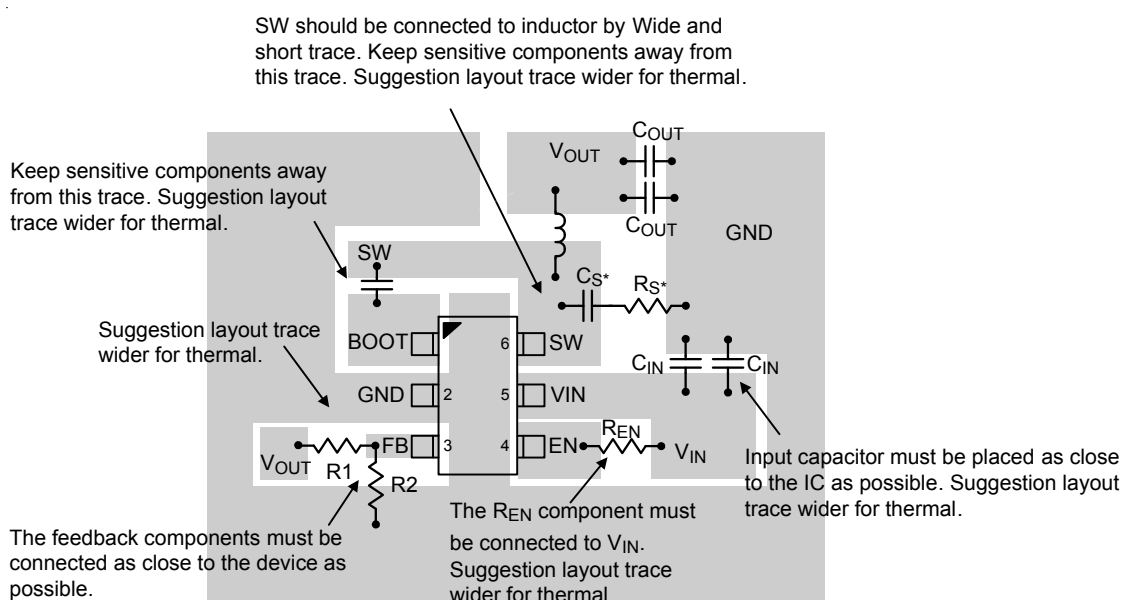 SW should be connected to inductor by Wide and
short trace. Keep sensitive components away from
this trace. Suggestion layout trace wider for thermal.
Keep sensitive components away
from this trace. Suggestion layout
trace wider for thermal.
VOUT
COUT
COUT
GND
SW
CS*
RS*
Suggestion layout trace
wider for thermal.
BOOT
6
SW
CIN
CIN
GND
2
5
VIN
FB
3
4
EN
REN
VIN
VOUT
R1
R2
Input capacitor must be placed as close
to the IC as possible. Suggestion layout
trace wider for thermal.
The feedback components must be
connected as close to the device as
possible.
The REN component must
be connected to VIN.
Suggestion layout trace
wider for thermal